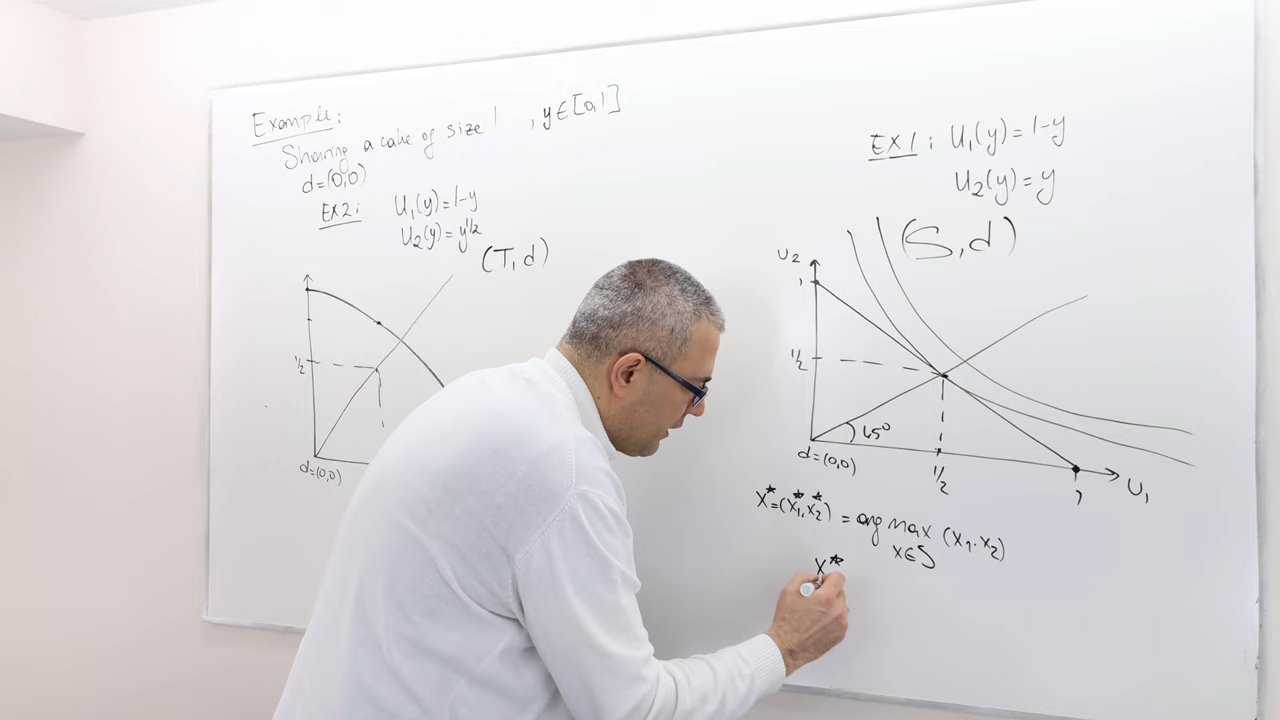 Example:
Sharing a cake of size 1 , y∈[0,1]
d=(0,0)
EX2: U₁(y)=1-y
U₂(y)=y^1/2
(T,d)
1/2
d=(0,0)
EX1: U₁(y)=1-y
U₂(y)=y
(S,d)
U₂
1
1/2
45°
d=(0,0)
1/2
1
U₁
X*=(X₁*,X₂*) = arg max (X₁·X₂)
X∈S
X*